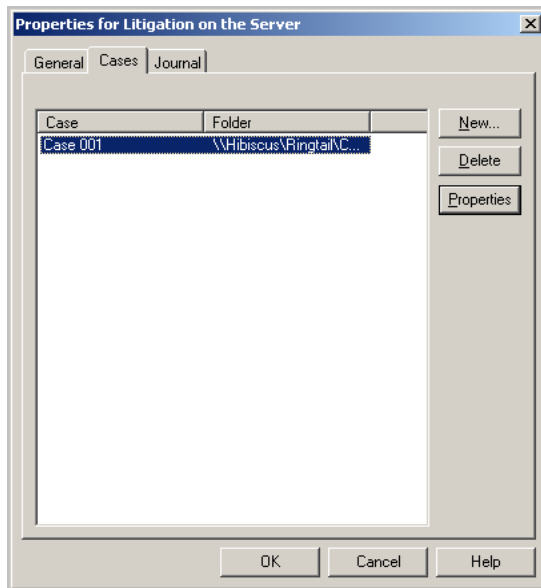 Properties for Litigation on the Server
General Cases Journal
Case Folder New...
Case 001 \\Hibiscus\Ringtail\C...
Delete
Properties
OK Cancel Help